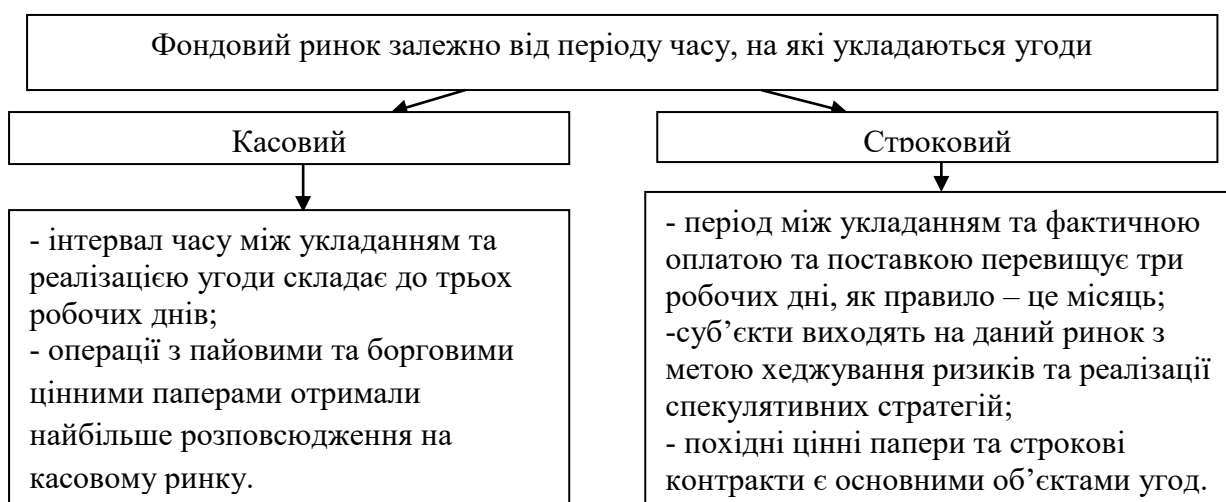 Фондовий ринок залежно від періоду часу, на які укладаються угоди
Касовий
Строковий
- інтервал часу між укладанням та
реалізацією угоди складає до трьох
робочих днів;
- операції з пайовими та борговими
цінними паперами отримали
найбільше розповсюдження на
касовому ринку.
- період між укладанням та фактичною
оплатою та поставкою перевищує три
робочих дні, як правило – це місяць;
-суб’єкти виходять на даний ринок з
метою хеджування ризиків та реалізації
спекулятивних стратегій;
- похідні цінні папери та строкові
контракти є основними об’єктами угод.